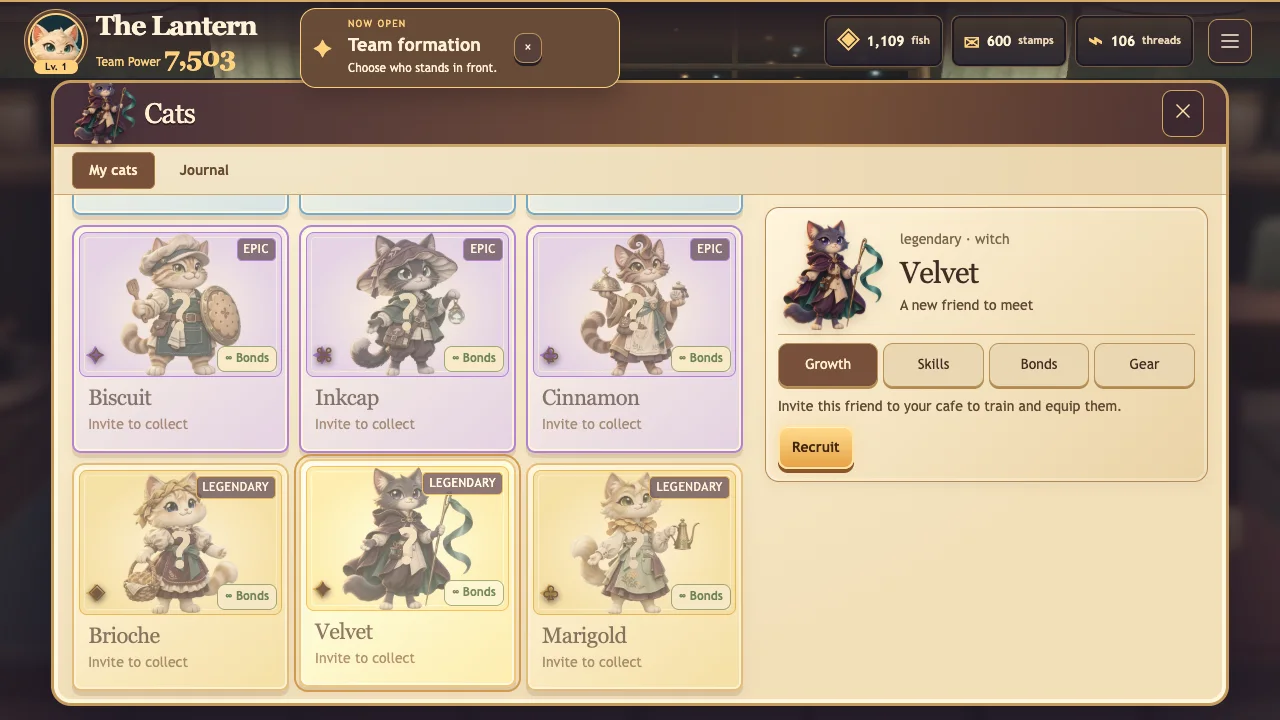 The Lantern
Team Power 7,503
Lv. 1
NOW OPEN
Team formation
Choose who stands in front.
×
1,109 fish
600 stamps
106 threads
Cats
My cats
Journal
EPIC
?
∞ Bonds
Biscuit
Invite to collect
EPIC
?
∞ Bonds
Inkcap
Invite to collect
EPIC
?
∞ Bonds
Cinnamon
Invite to collect
LEGENDARY
?
∞ Bonds
Brioche
Invite to collect
LEGENDARY
?
∞ Bonds
Velvet
Invite to collect
LEGENDARY
?
∞ Bonds
Marigold
Invite to collect
legendary · witch
Velvet
A new friend to meet
Growth
Skills
Bonds
Gear
Invite this friend to your cafe to train and equip them.
Recruit